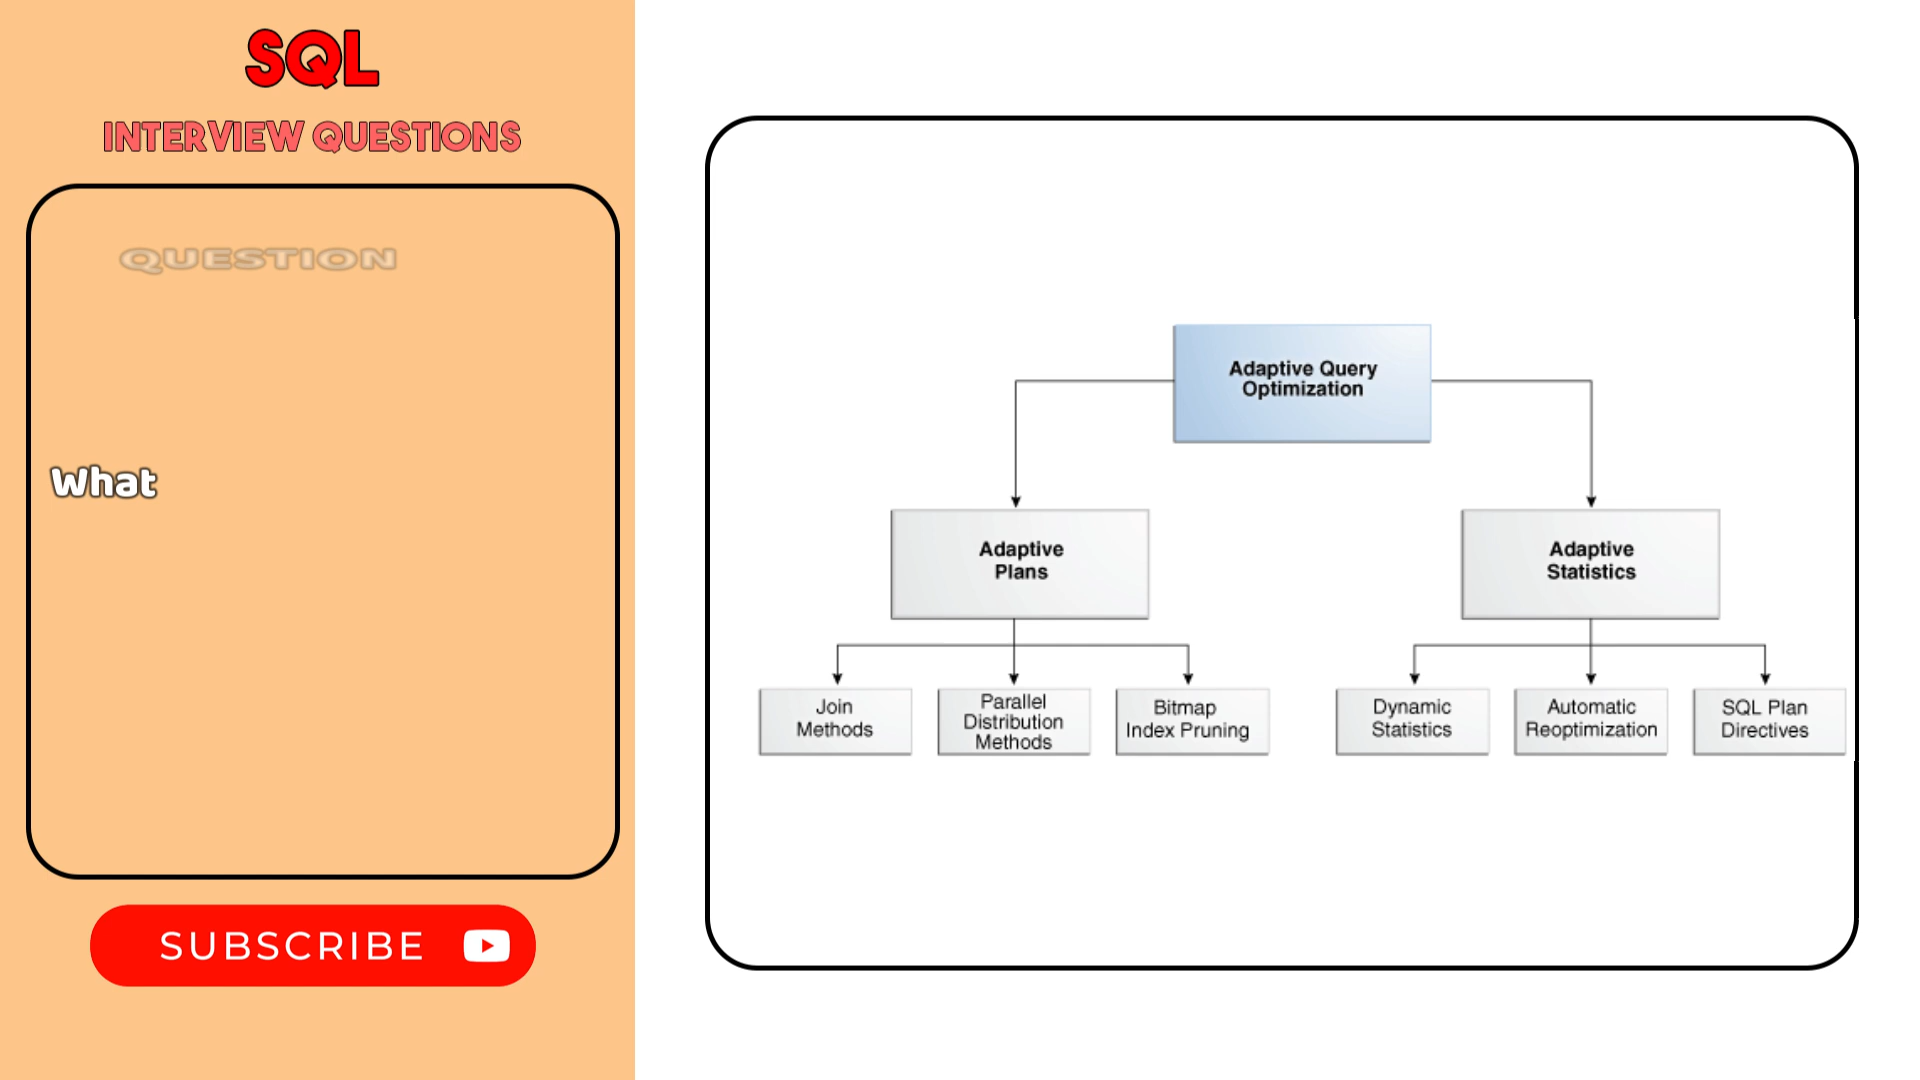 SQL
INTERVIEW QUESTIONS
QUESTION
What
SUBSCRIBE
Adaptive Query
Optimization
Adaptive
Plans
Adaptive
Statistics
Join
Methods
Parallel
Distribution
Methods
Bitmap
Index Pruning
Dynamic
Statistics
Automatic
Reoptimization
SQL Plan
Directives